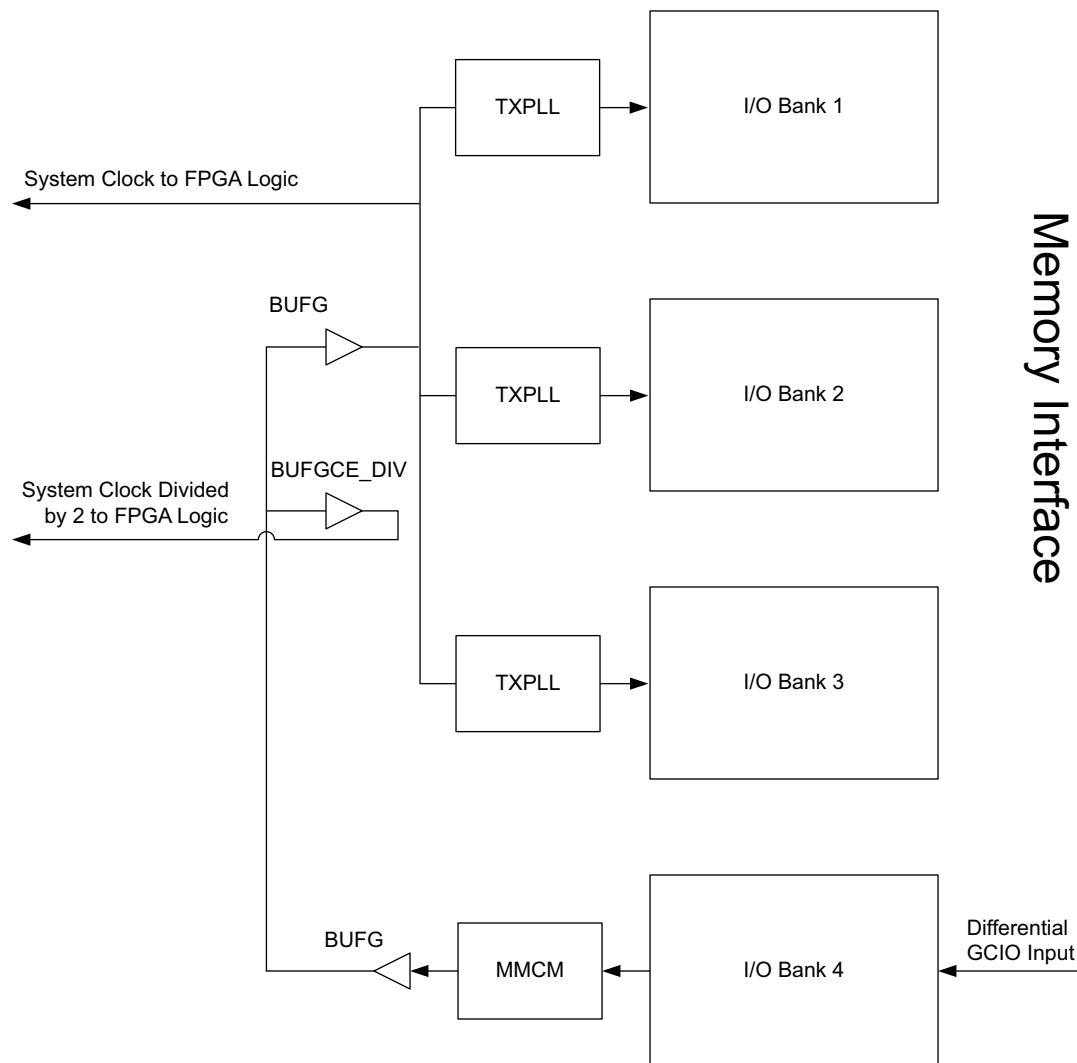 TXPLL
I/O Bank 1
System Clock to FPGA Logic
Memory Interface
BUFG
TXPLL
I/O Bank 2
BUFGCE_DIV
System Clock Divided
by 2 to FPGA Logic
TXPLL
I/O Bank 3
BUFG
MMCM
I/O Bank 4
Differential
GCIO Input